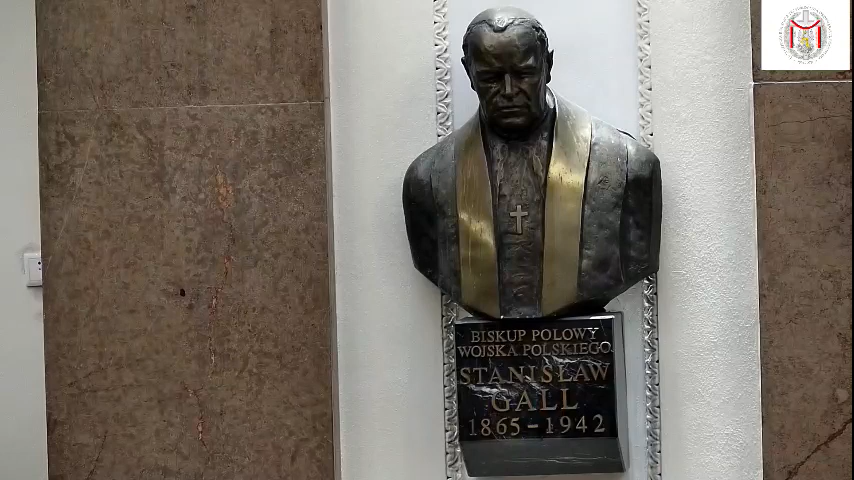 BISKUP POLOWY
WOJSKA POLSKIEGO
STANISŁAW
GALL
1865-1942